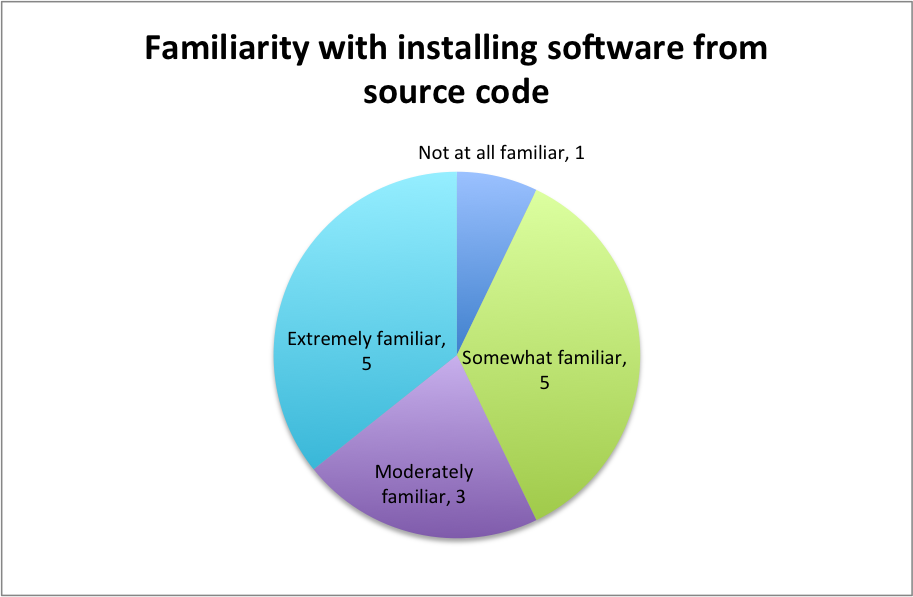 Familiarity with installing software from
source code
Not at all familiar, 1
Extremely familiar,
5
Somewhat familiar,
5
Moderately
familiar, 3